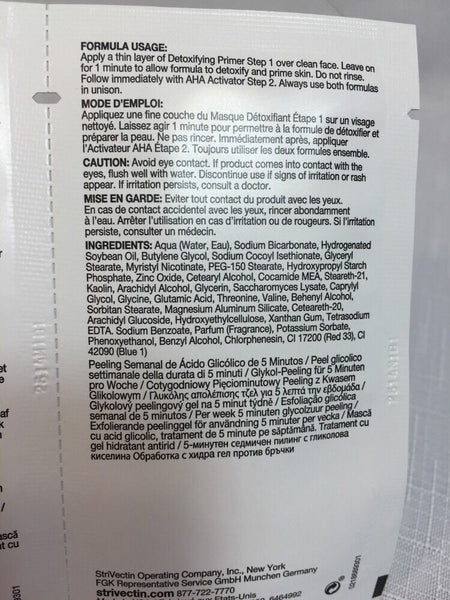 FORMULA USAGE:
Apply a thin layer of Detoxifying Primer Step 1 over clean face. Leave on
for 1 minute to allow formula to detoxify and prime skin. Do not rinse.
Follow immediately with AHA Activator Step 2. Always use both formulas
in unison.
MODE D'EMPLOI:
Appliquez une fine couche du Masque Détoxifiant Étape 1 sur un visage
nettoyé. Laissez agir 1 minute pour permettre à la formule de détoxifier et
préparer la peau. Ne pas rincer. Immédiatement après, appliquer
l'Activateur AHA Étape 2. Toujours utiliser les deux formules ensemble.
CAUTION: Avoid eye contact. If product comes into contact with the
eyes, flush well with water. Discontinue use if signs of irritation or rash
appear. If irritation persists, consult a doctor.
MISE EN GARDE: Eviter tout contact du produit avec les yeux.
En cas de contact accidentel avec les yeux, rincer abondamment
à l'eau. Arrêter l'utilisation en cas d'irritation ou de rougeurs. Si l'irritation
persiste, consulter un médecin.
INGREDIENTS: Aqua (Water, Eau), Sodium Bicarbonate, Hydrogenated
Soybean Oil, Butylene Glycol, Sodium Cocoyl Isethionate, Glyceryl
Stearate, Myristyl Nicotinate, PEG-150 Stearate, Hydroxypropyl Starch
Phosphate, Zinc Oxide, Cetearyl Alcohol, Cocamide MEA, Steareth-21,
Kaolin, Arachidyl Alcohol, Glycerin, Saccharomyces Lysate, Caprylyl
Glycol, Glycine, Glutamic Acid, Threonine, Valine, Behenyl Alcohol,
Sorbitan Stearate, Magnesium Aluminum Silicate, Ceteareth-20,
Arachidyl Glucoside, Hydroxyethylcellulose, Xanthan Gum, Tetrasodium
EDTA, Sodium Benzoate, Parfum (Fragrance), Potassium Sorbate,
Phenoxyethanol, Benzyl Alcohol, Chlorphenesin, CI 17200 (Red 33), CI
42090 (Blue 1)
Peeling Semanal de Ácido Glicólico de 5 Minutos / Peel glicolico
settimanale della durata di 5 minuti / Glykol-Peeling für 5 Minuten
pro Woche / Cotygodniowy Pięciominutowy Peeling z Kwasem
Glikolowym / Γλυκόλης απολέπισης τζελ για 5 λεπτά την εβδομάδα /
Glykolový peelingový gel na 5 minut týdně / Esfoliação glicólica
semanal de 5 minutos / Per week 5 minuten glycolzuur peeling /
Exfolierande peelinggel för användning 5 minuter per vecka / Mască
cu acid glicolic, tratament de 5 minute pe săptămână. Tratament cu
gel hidratant antirid / 5-минутен седмичен пилинг с гликолова
киселина Обработка с хидра гел против бръчки
StriVectin Operating Company, Inc., New York
FGK Representative Service GmbH Munchen Germany
strivectin.com 877-722-7770